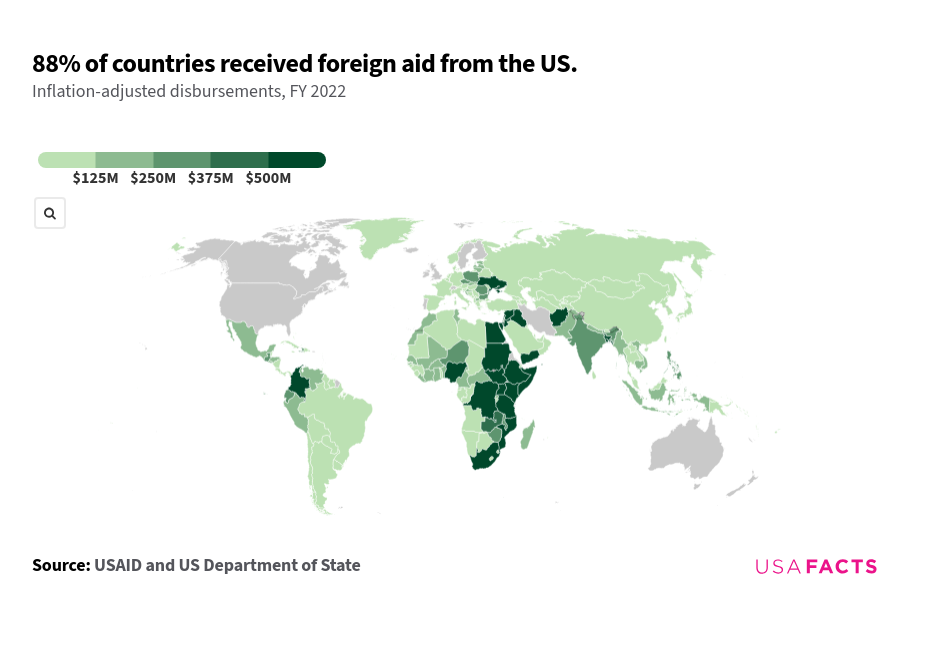 88% of countries received foreign aid from the US.
Inflation-adjusted disbursements, FY 2022
$125M $250M $375M $500M
Source: USAID and US Department of State
USAFACTS